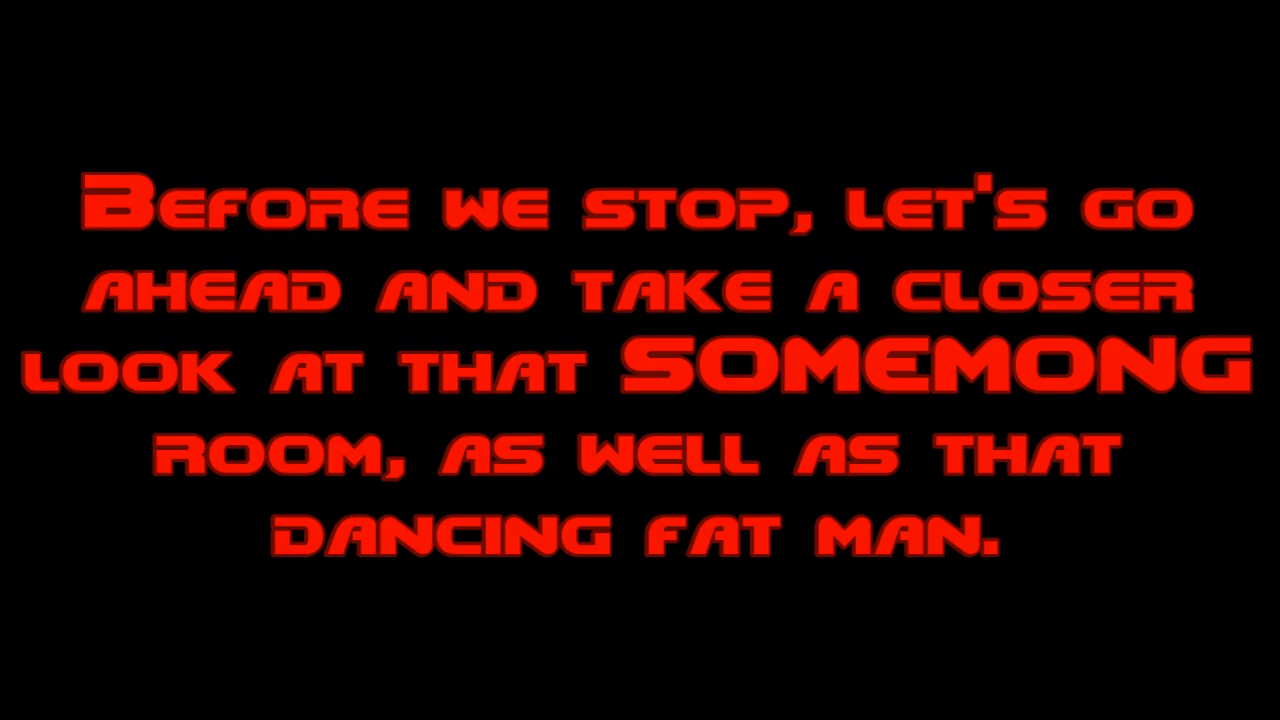 Before we stop, let's go
ahead and take a closer
look at that SOMEMONG
room, as well as that
dancing fat man.